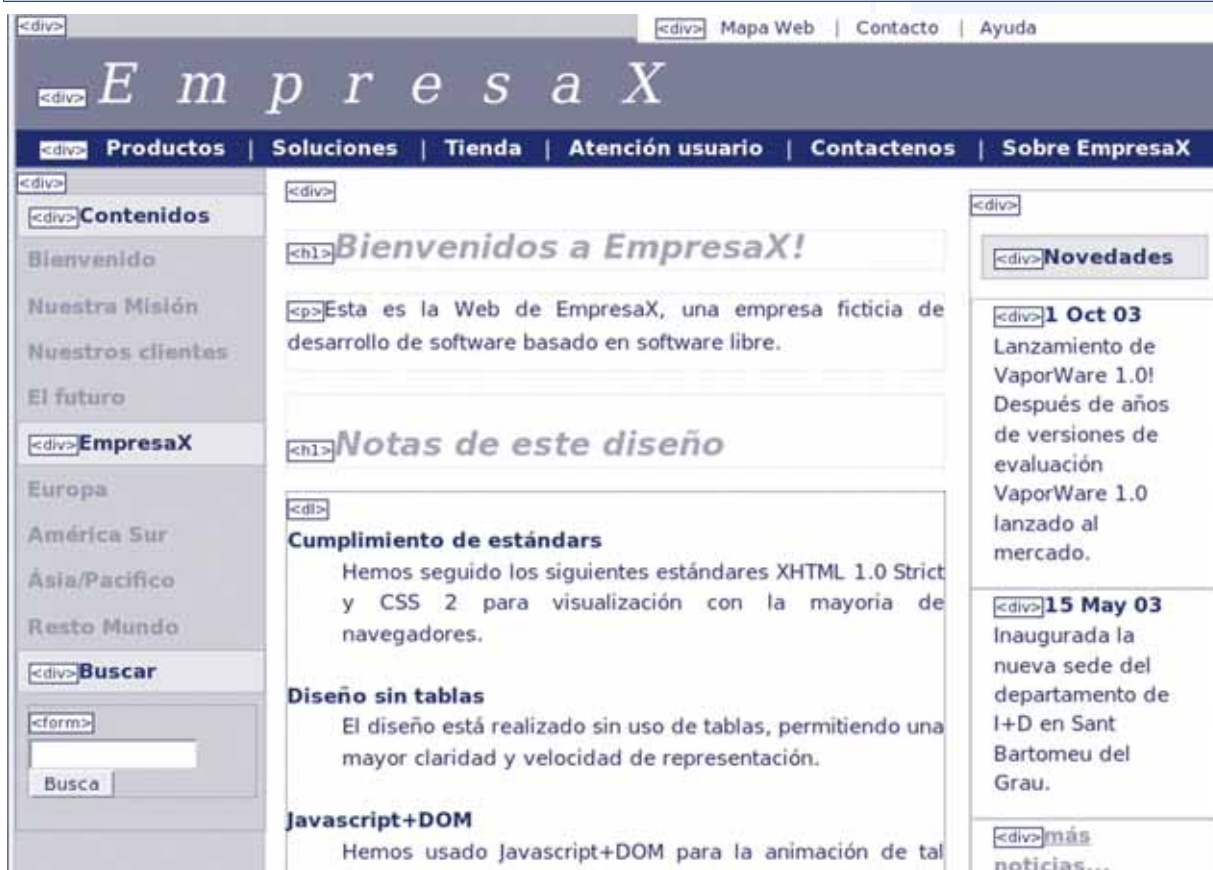 <div>
<div> Mapa Web | Contacto | Ayuda
<div> EmpresaX
<div> Productos | Soluciones | Tienda | Atención usuario | Contactenos | Sobre EmpresaX
<div>
<div>Contenidos
Bienvenido
Nuestra Misión
Nuestros clientes
El futuro
<div>EmpresaX
Europa
América Sur
Ásia/Pacifico
Resto Mundo
<div>Buscar
<form>
Busca
<div>
<h1>Bienvenidos a EmpresaX!
<p>Esta es la Web de EmpresaX, una empresa ficticia de
desarrollo de software basado en software libre.
<h1>Notas de este diseño
<dl>
Cumplimiento de estándars
Hemos seguido los siguientes estándares XHTML 1.0 Strict
y CSS 2 para visualización con la mayoria de
navegadores.
Diseño sin tablas
El diseño está realizado sin uso de tablas, permitiendo una
mayor claridad y velocidad de representación.
Javascript+DOM
Hemos usado Javascript+DOM para la animación de tal
<div>
<div>Novedades
<div>1 Oct 03
Lanzamiento de
VaporWare 1.0!
Después de años
de versiones de
evaluación
VaporWare 1.0
lanzado al
mercado.
<div>15 May 03
Inaugurada la
nueva sede del
departamento de
I+D en Sant
Bartomeu del
Grau.
<div>más
noticias...